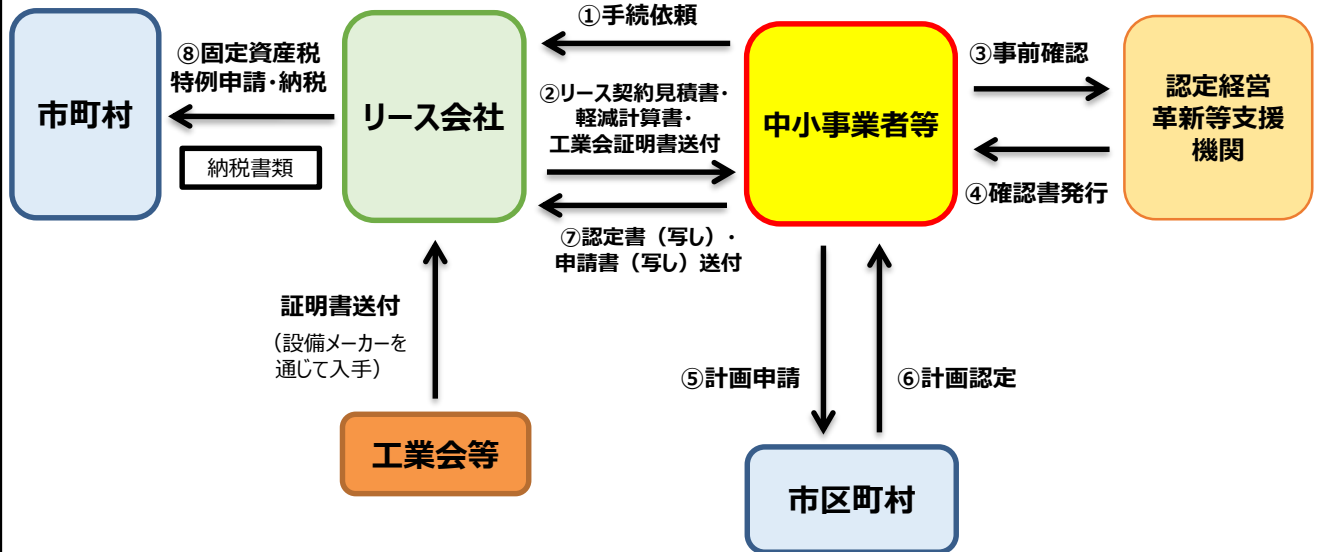 ①手続依頼
⑧固定資産税
特例申請・納税
市町村
納税書類
リース会社
②リース契約見積書・
軽減計算書・
工業会証明書送付
中小事業者等
③事前確認
認定経営
革新等支援
機関
④確認書発行
⑦認定書（写し）・
申請書（写し）送付
証明書送付
（設備メーカーを
通じて入手）
⑤計画申請
⑥計画認定
工業会等
市区町村